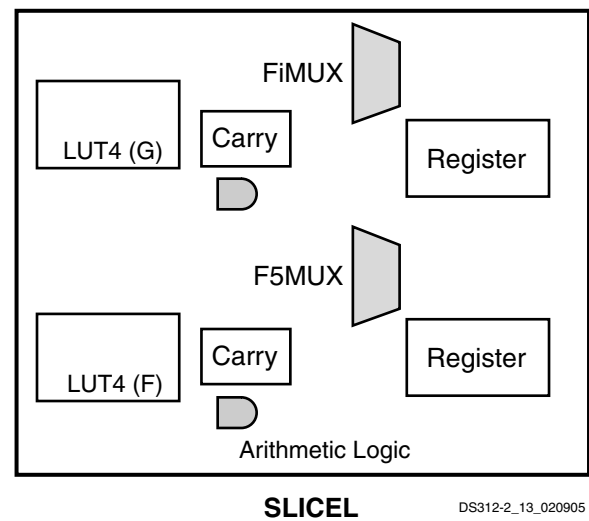 FiMUX
LUT4 (G)
Carry
Register
F5MUX
LUT4 (F)
Carry
Register
Arithmetic Logic
SLICEL
DS312-2_13_020905